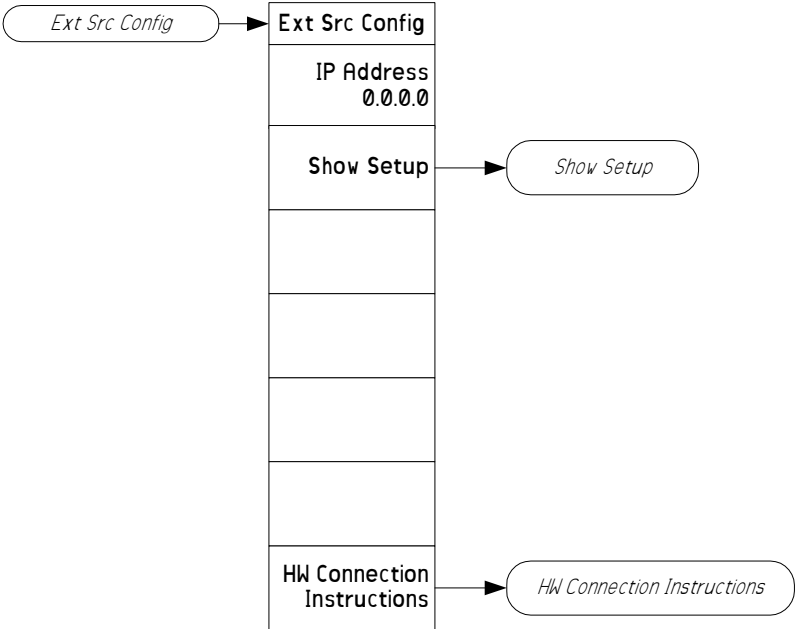 Ext Src Config
Ext Src Config
IP Address
0.0.0.0
Show Setup
Show Setup
HW Connection
Instructions
HW Connection Instructions